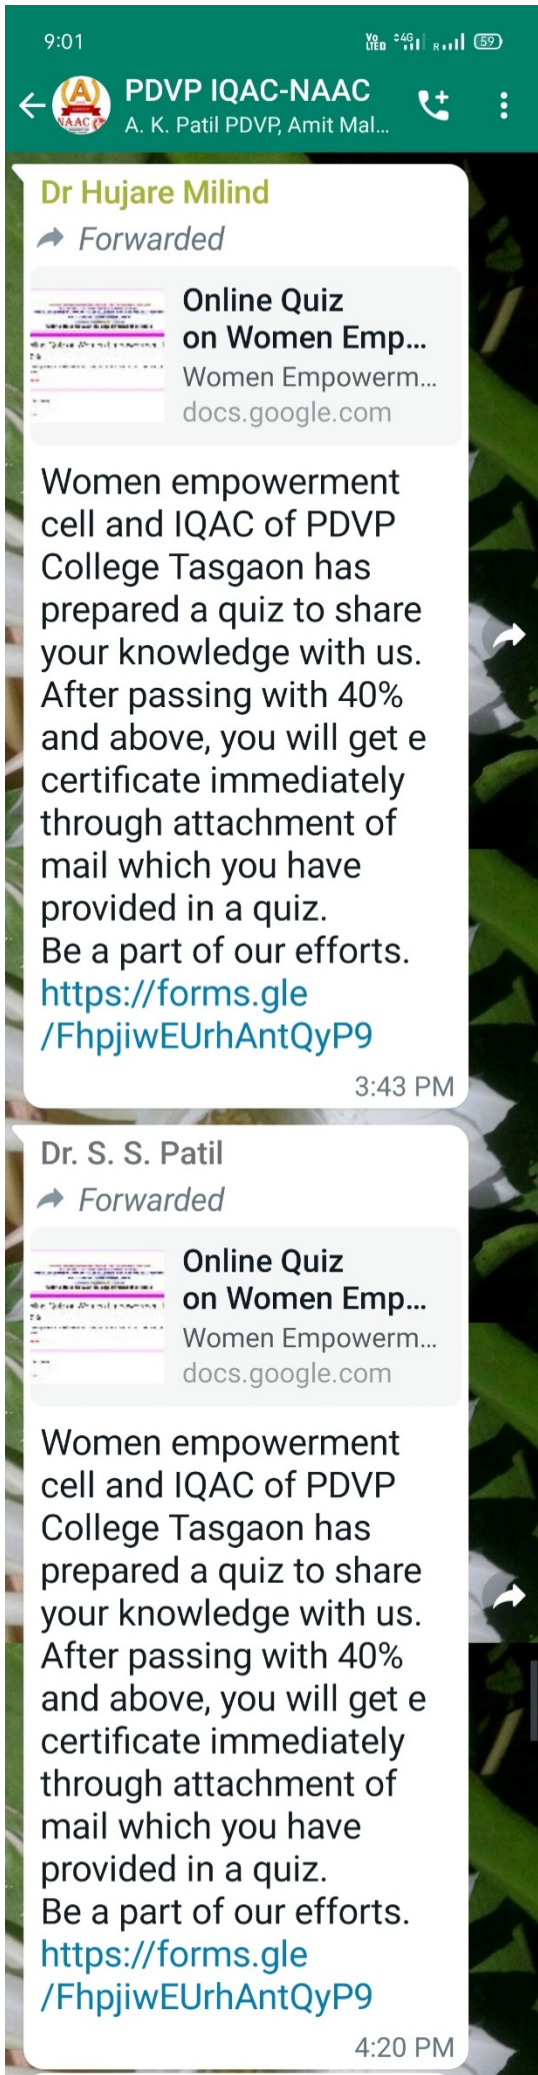 9:01
Vo LTED 4G R 59
PDVP IQAC-NAAC
A. K. Patil PDVP, Amit Mal...
A
NAAC
Dr Hujare Milind
Forwarded
Online Quiz
on Women Emp...
Women Empowerm...
docs.google.com
Women empowerment
cell and IQAC of PDVP
College Tasgaon has
prepared a quiz to share
your knowledge with us.
After passing with 40%
and above, you will get e
certificate immediately
through attachment of
mail which you have
provided in a quiz.
Be a part of our efforts.
https://forms.gle
/FhpjiwEUrhAntQyP9
3:43 PM
Dr. S. S. Patil
Forwarded
Online Quiz
on Women Emp...
Women Empowerm...
docs.google.com
Women empowerment
cell and IQAC of PDVP
College Tasgaon has
prepared a quiz to share
your knowledge with us.
After passing with 40%
and above, you will get e
certificate immediately
through attachment of
mail which you have
provided in a quiz.
Be a part of our efforts.
https://forms.gle
/FhpjiwEUrhAntQyP9
4:20 PM